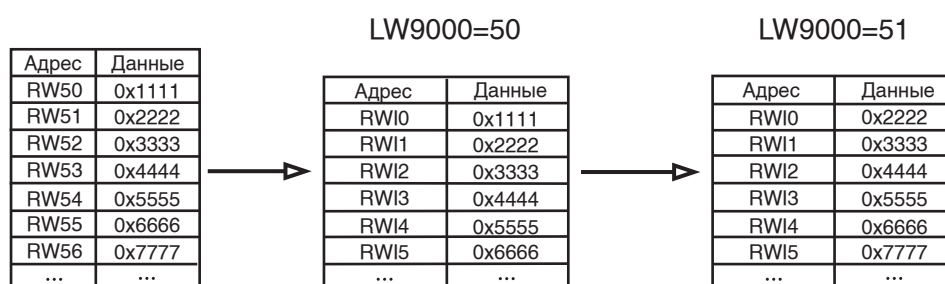 LW9000=50
LW9000=51
Адрес Данные
RW50 0x1111
RW51 0x2222
RW52 0x3333
RW53 0x4444
RW54 0x5555
RW55 0x6666
RW56 0x7777
... ...
Адрес Данные
RWI0 0x1111
RWI1 0x2222
RWI2 0x3333
RWI3 0x4444
RWI4 0x5555
RWI5 0x6666
... ...
Адрес Данные
RWI0 0x2222
RWI1 0x3333
RWI2 0x4444
RWI3 0x5555
RWI4 0x6666
RWI5 0x7777
... ...